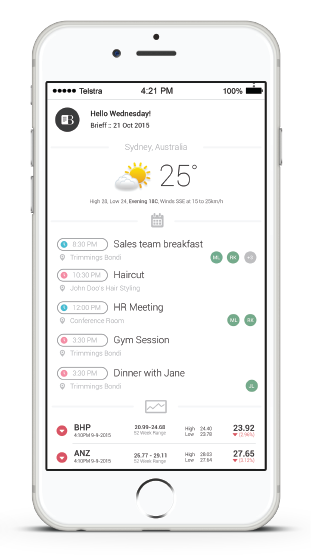 Telstra 4:21 PM 100%
B
Hello Wednesday!
Brieff :: 21 Oct 2015
Sydney, Australia
25°
High 28, Low 24, Evening 18C, Winds SSE at 15 to 25km/h
8:30 PM Sales team breakfast
Trimmings Bondi
ML RK
10:30 PM Haircut
John Doo's Hair Styling
12:00 PM HR Meeting
Conference Room
ML RK
3:30 PM Gym Session
Trimmings Bondi
3:30 PM Dinner with Jane
Trimmings Bondi
JL
BHP 20.99-24.68 High 24.40 23.92
4:10PM 9-9-2015 52 Week Range Low 23.78 (2.96%)
ANZ 26.77 - 29.11 High 28.03 27.65
4:10PM 9-9-2015 52 Week Range Low 27.64 (3.12%)